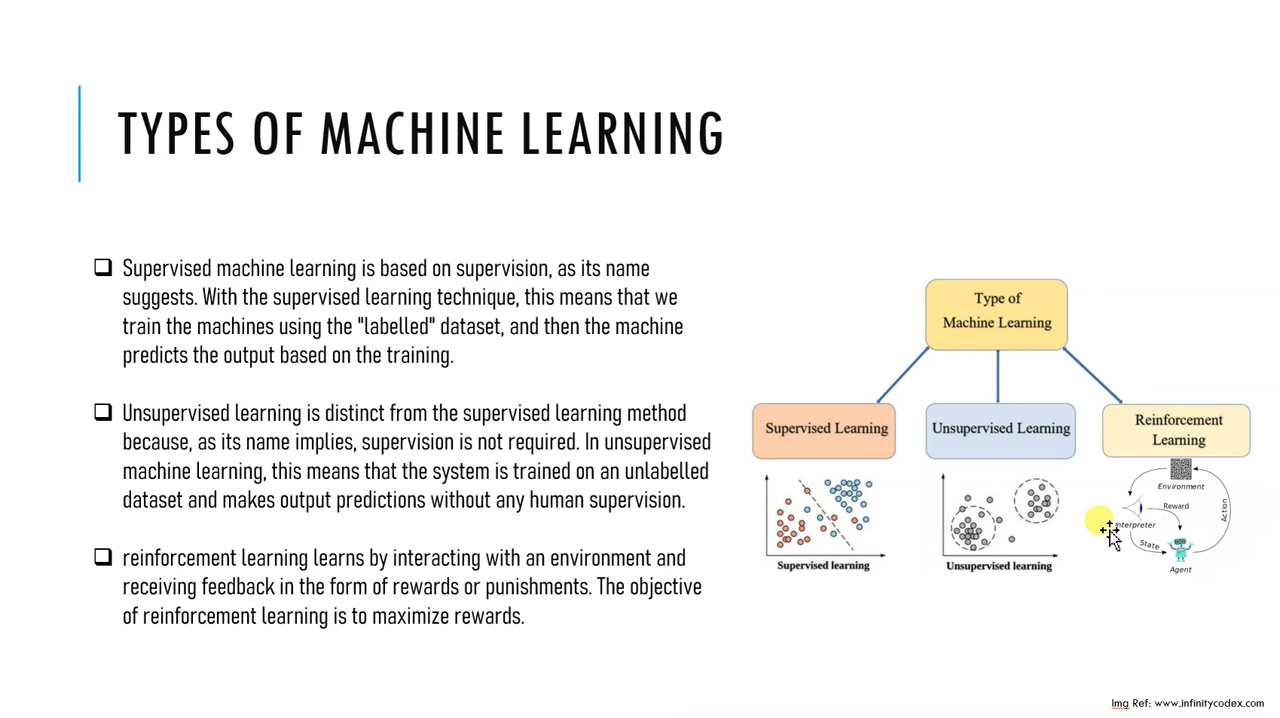 TYPES OF MACHINE LEARNING
Supervised machine learning is based on supervision, as its name
suggests. With the supervised learning technique, this means that we
train the machines using the "labelled" dataset, and then the machine
predicts the output based on the training.
Unsupervised learning is distinct from the supervised learning method
because, as its name implies, supervision is not required. In unsupervised
machine learning, this means that the system is trained on an unlabelled
dataset and makes output predictions without any human supervision.
reinforcement learning learns by interacting with an environment and
receiving feedback in the form of rewards or punishments. The objective
of reinforcement learning is to maximize rewards.
Type of
Machine Learning
Supervised Learning
Unsupervised Learning
Reinforcement
Learning
Supervised learning
Unsupervised learning
Environment
Reward
Action
Interpreter
State
Agent
Img Ref: www.infinitycodex.com